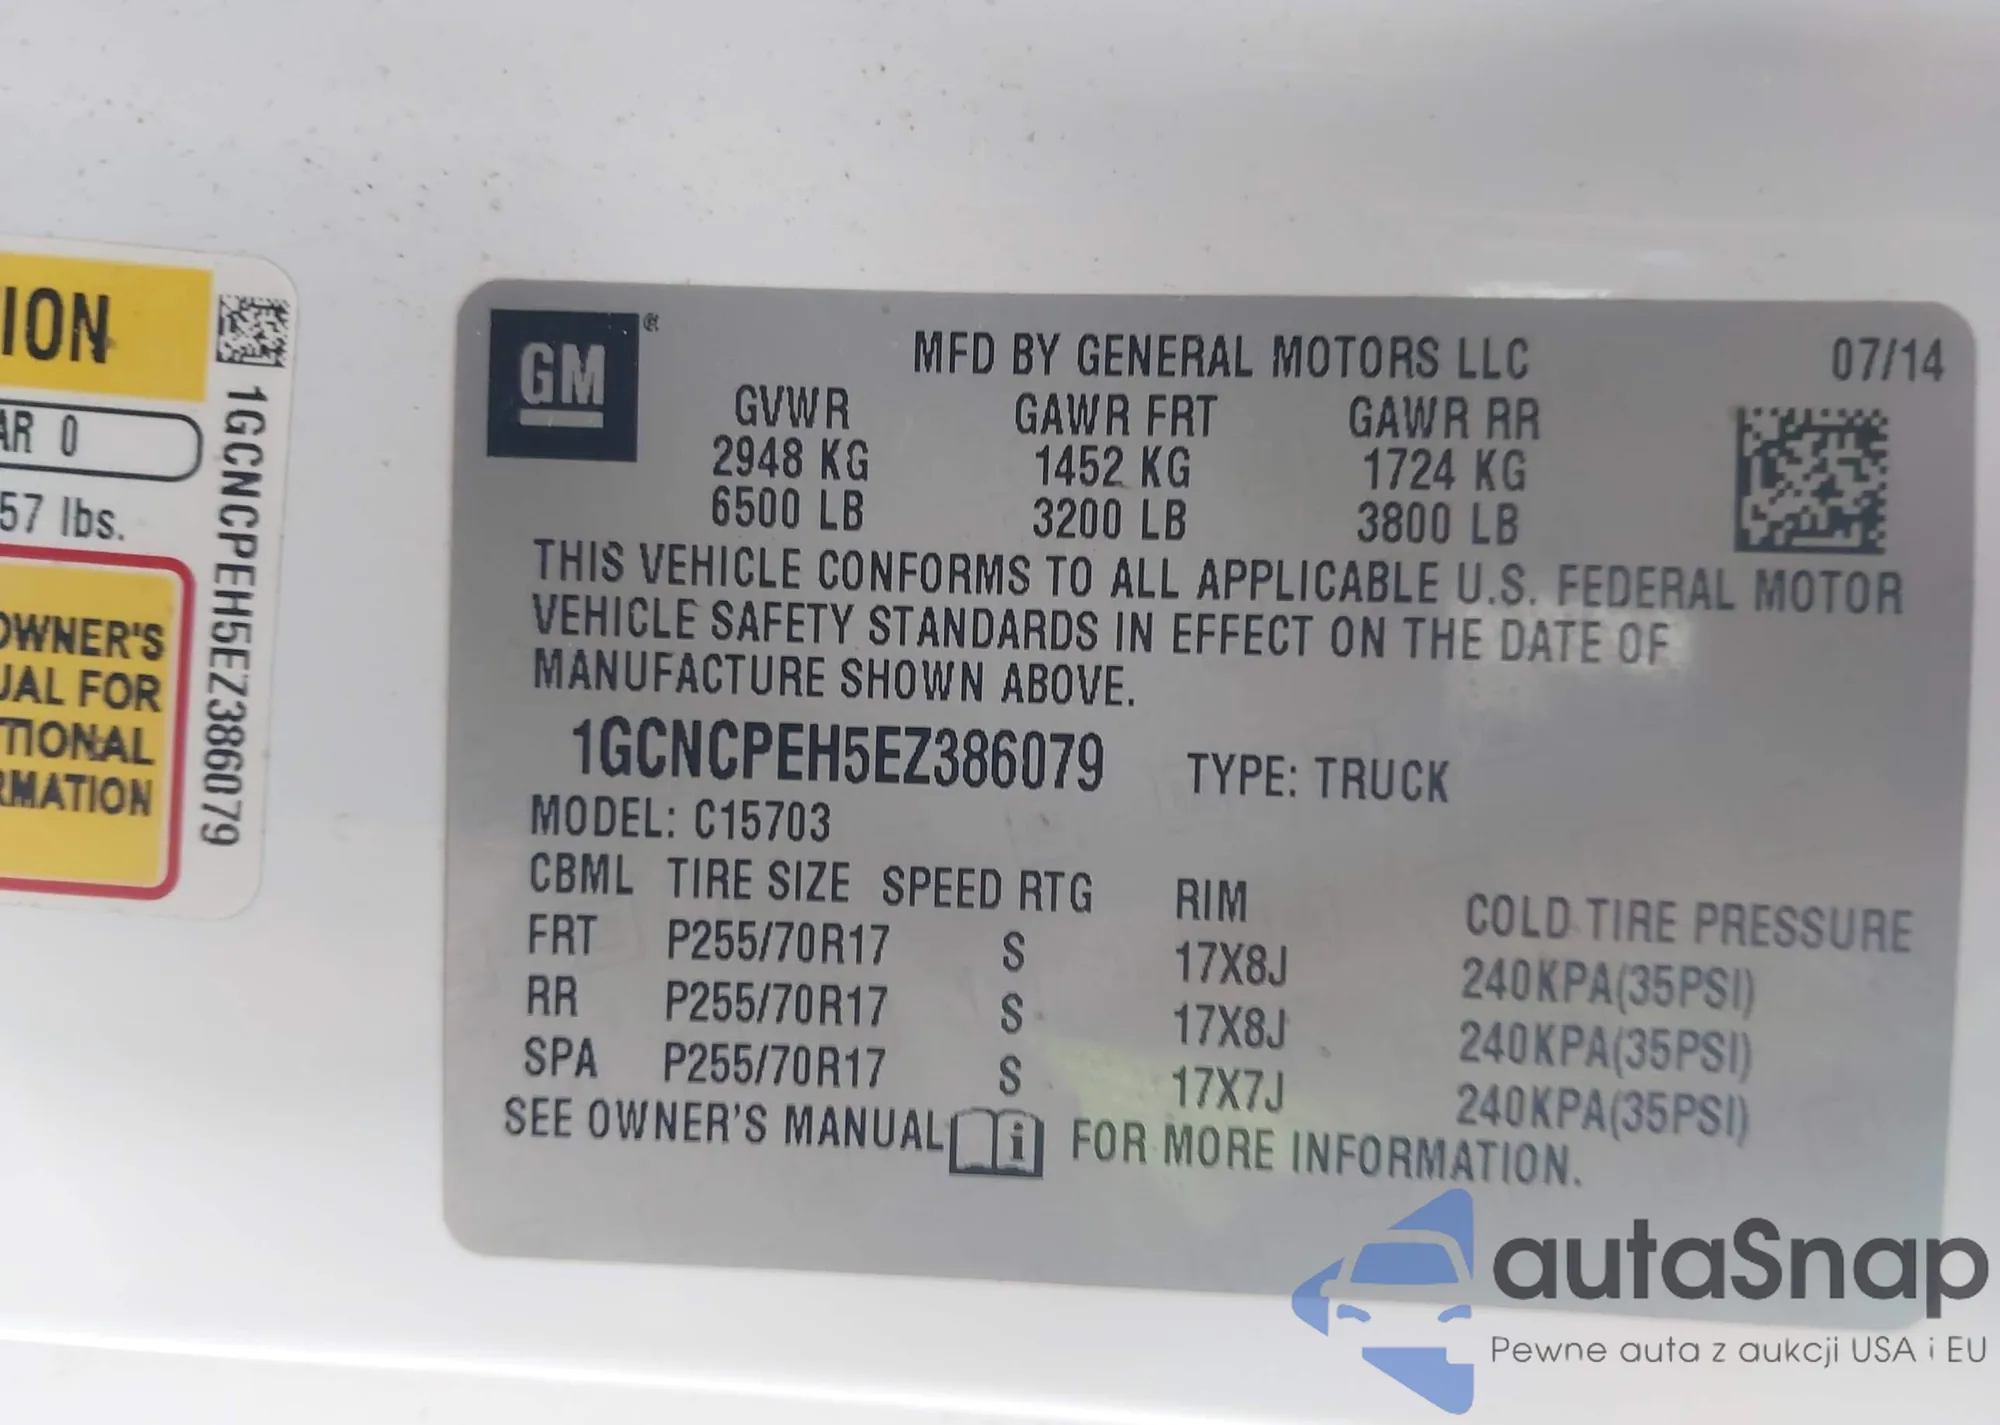 ION
AR 0
57 lbs.
OWNER'S
UAL FOR
TIONAL
RMATION
1GCNCPEH5EZ386079
GM ®
MFD BY GENERAL MOTORS LLC 07/14
GVWR GAWR FRT GAWR RR
2948 KG 1452 KG 1724 KG
6500 LB 3200 LB 3800 LB
THIS VEHICLE CONFORMS TO ALL APPLICABLE U.S. FEDERAL MOTOR
VEHICLE SAFETY STANDARDS IN EFFECT ON THE DATE OF
MANUFACTURE SHOWN ABOVE.
1GCNCPEH5EZ386079 TYPE: TRUCK
MODEL: C15703
CBML TIRE SIZE SPEED RTG RIM COLD TIRE PRESSURE
FRT P255/70R17 S 17X8J 240KPA(35PSI)
RR P255/70R17 S 17X8J 240KPA(35PSI)
SPA P255/70R17 S 17X7J 240KPA(35PSI)
SEE OWNER'S MANUAL i FOR MORE INFORMATION.
autaSnap
Pewne auta z aukcji USA i EU